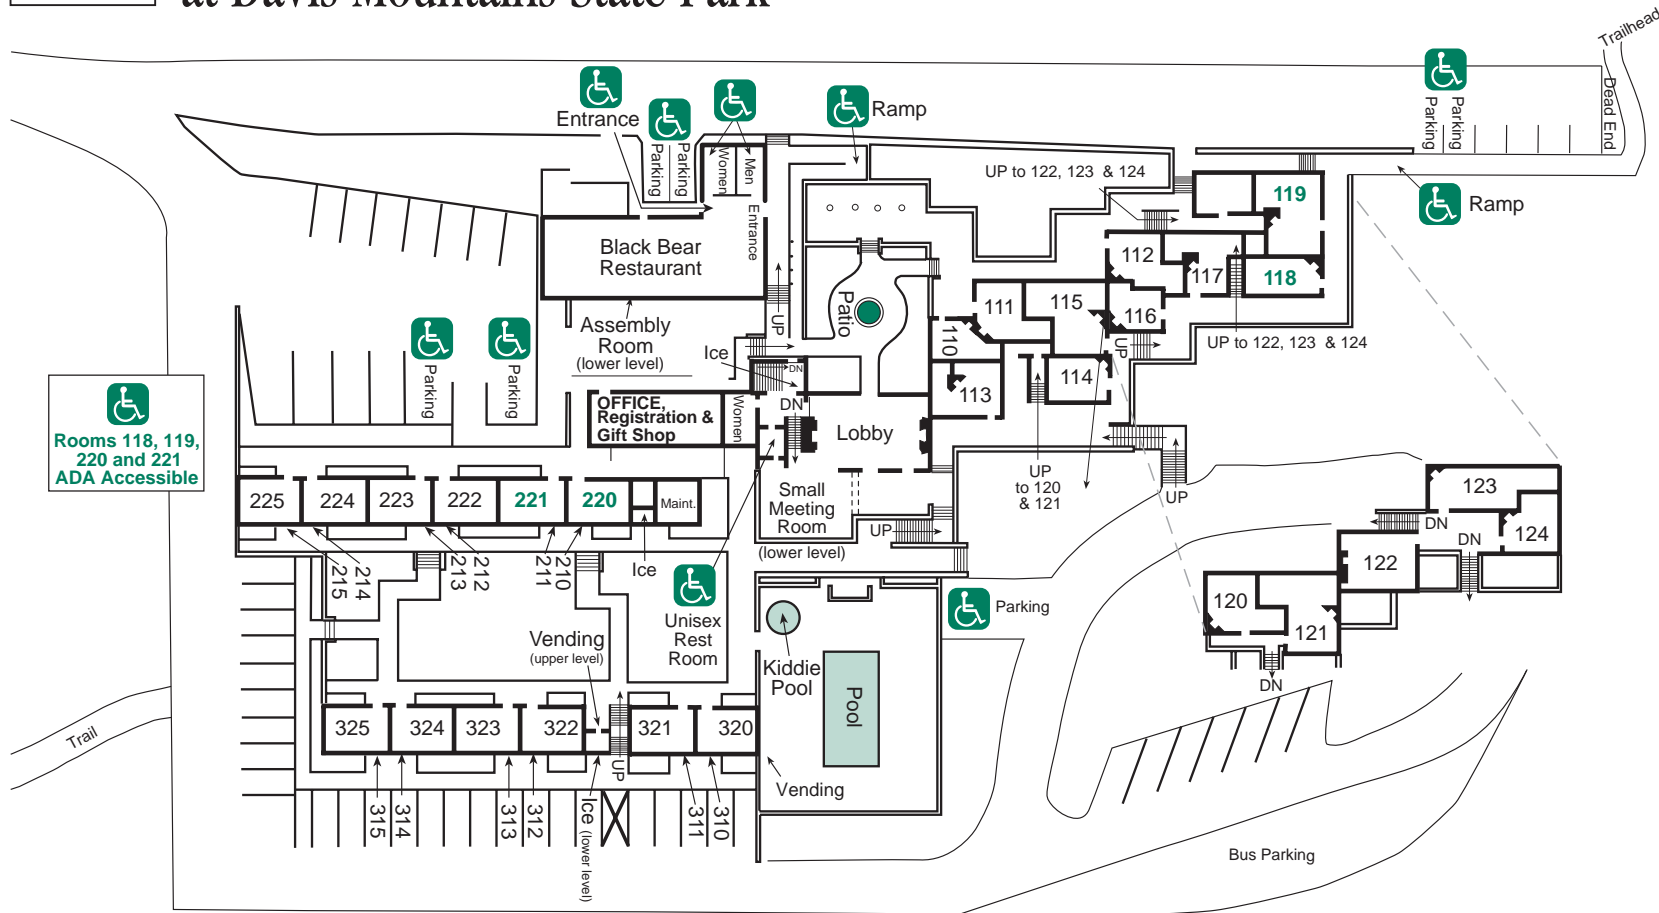 at Davis Mountains State Park
Trailhead
Dead End
Parking
Parking
Ramp
Entrance
Parking
Parking
Women
Men
Entrance
Ramp
UP to 122, 123 & 124
119
118
117
112
116
115
111
110
113
114
UP to 122, 123 & 124
UP
UP
to 120
& 121
UP
Black Bear
Restaurant
Assembly
Room
(lower level)
UP
Patio
Ice
DN
DN
Lobby
OFFICE,
Registration &
Gift Shop
Women
Parking
Parking
Rooms 118, 119,
220 and 221
ADA Accessible
225
224
223
222
221
220
Maint.
Small
Meeting
Room
(lower level)
UP
215
214
213
212
211
210
Ice
Unisex
Rest
Room
Vending
(upper level)
Kiddie
Pool
Pool
Vending
Parking
325
324
323
322
321
320
UP
315
314
313
312
Ice (lower level)
311
310
Trail
123
124
DN
DN
122
120
121
DN
Bus Parking